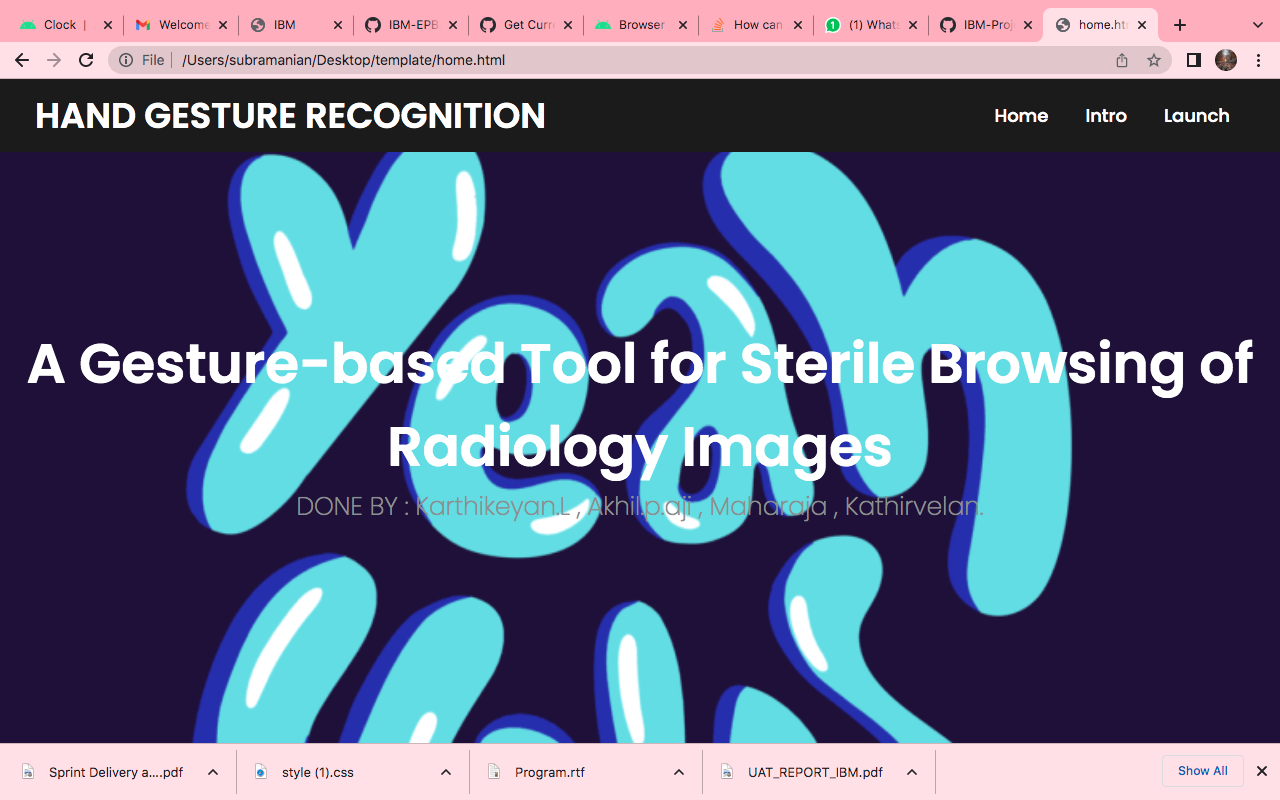 Clock |
Welcome
IBM
IBM-EPB
Get Curr
Browser
How can
(1) Whats
IBM-Proj
home.htm
File
/Users/subramanian/Desktop/template/home.html
HAND GESTURE RECOGNITION
Home
Intro
Launch
Yeah
A Gesture-based Tool for Sterile Browsing of
Radiology Images
DONE BY : Karthikeyan.L , Akhil.p.aji , Maharaja , Kathirvelan.
Sprint Delivery a....pdf
style (1).css
Program.rtf
UAT_REPORT_IBM.pdf
Show All